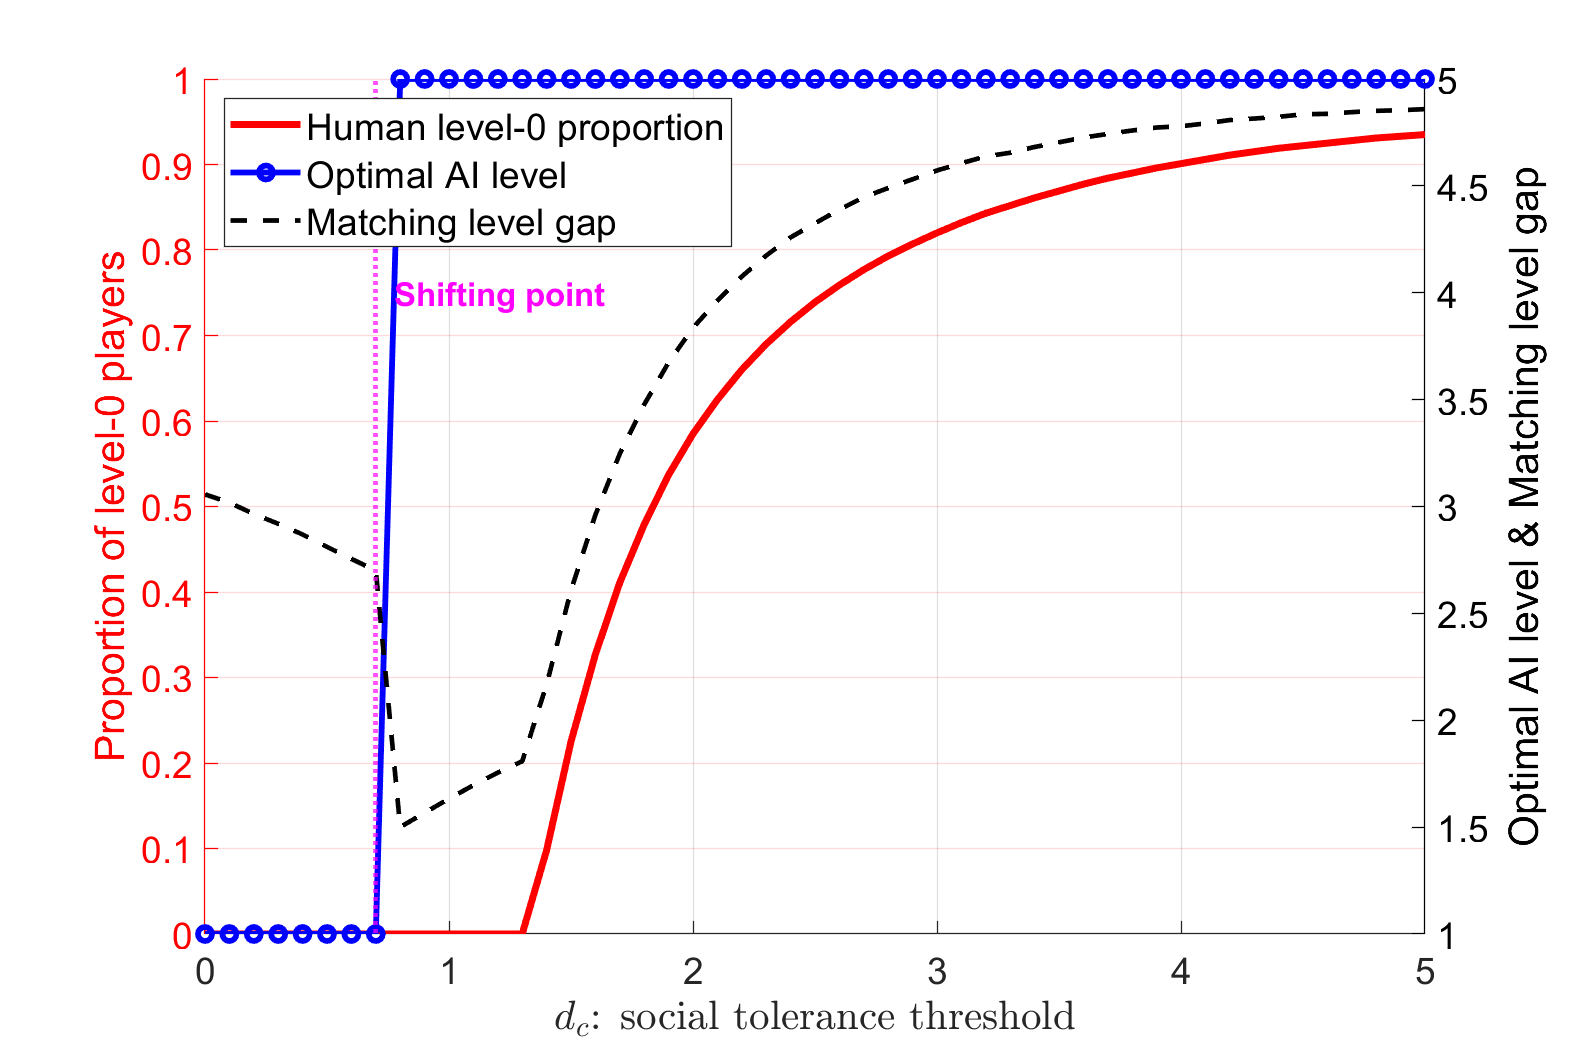 Human level-0 proportion
Optimal AI level
Matching level gap
Shifting point
Proportion of level-0 players
1
0.9
0.8
0.7
0.6
0.5
0.4
0.3
0.2
0.1
0
5
4.5
4
3.5
3
2.5
2
1.5
1
Optimal AI level & Matching level gap
0 1 2 3 4 5
d_c: social tolerance threshold